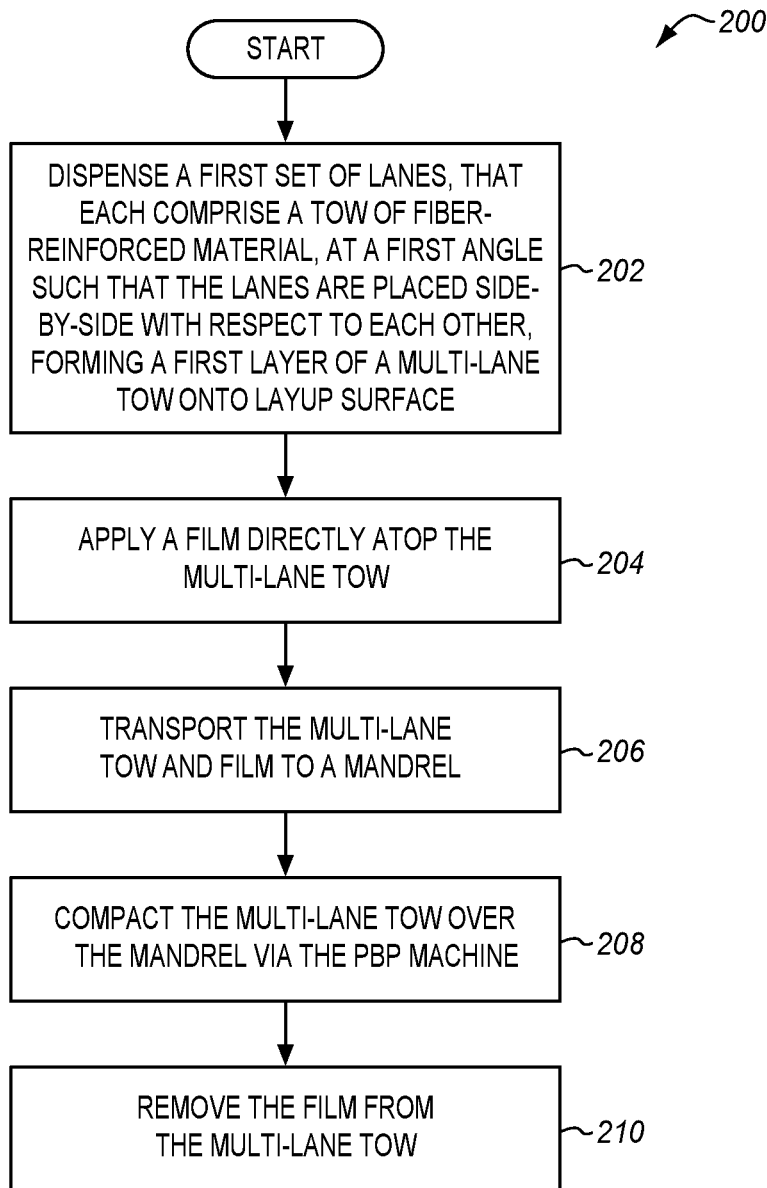 200
START
DISPENSE A FIRST SET OF LANES, THAT
EACH COMPRISE A TOW OF FIBER-
REINFORCED MATERIAL, AT A FIRST ANGLE
SUCH THAT THE LANES ARE PLACED SIDE-
BY-SIDE WITH RESPECT TO EACH OTHER,
FORMING A FIRST LAYER OF A MULTI-LANE
TOW ONTO LAYUP SURFACE
202
APPLY A FILM DIRECTLY ATOP THE
MULTI-LANE TOW
204
TRANSPORT THE MULTI-LANE
TOW AND FILM TO A MANDREL
206
COMPACT THE MULTI-LANE TOW OVER
THE MANDREL VIA THE PBP MACHINE
208
REMOVE THE FILM FROM
THE MULTI-LANE TOW
210